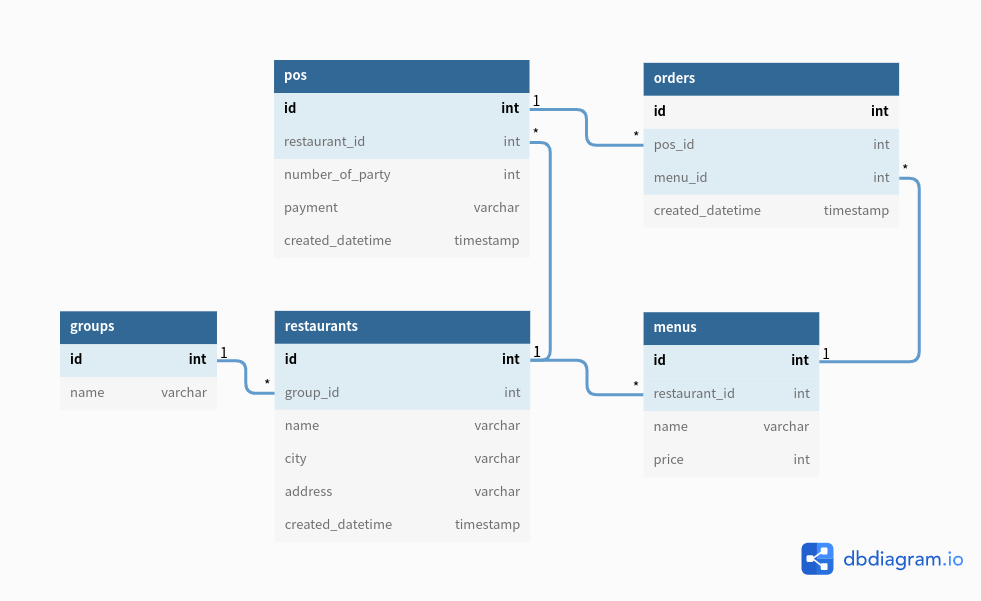 pos
id int 1
restaurant_id int *
number_of_party int
payment varchar
created_datetime timestamp
orders
id int
* pos_id int
menu_id int *
created_datetime timestamp
groups
id int 1
name varchar
restaurants
id int 1
* group_id int
name varchar
city varchar
address varchar
created_datetime timestamp
menus
id int 1
* restaurant_id int
name varchar
price int
dbdiagram.io